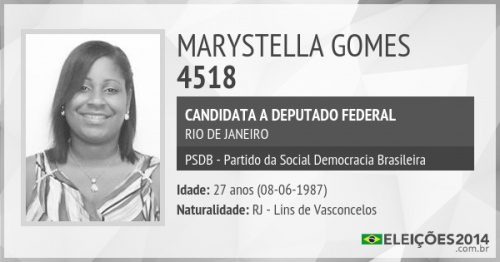 MARYSTELLA GOMES
4518
CANDIDATA A DEPUTADO FEDERAL
RIO DE JANEIRO
PSDB - Partido da Social Democracia Brasileira
Idade: 27 anos (08-06-1987)
Naturalidade: RJ - Lins de Vasconcelos
ELEIÇÕES2014
.com.br